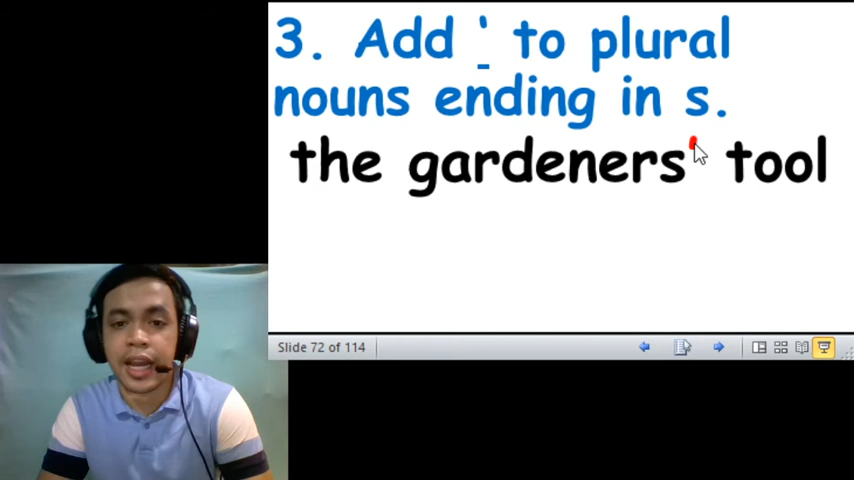 3. Add ‘ to plural
nouns ending in s.
the gardeners' tool
Slide 72 of 114